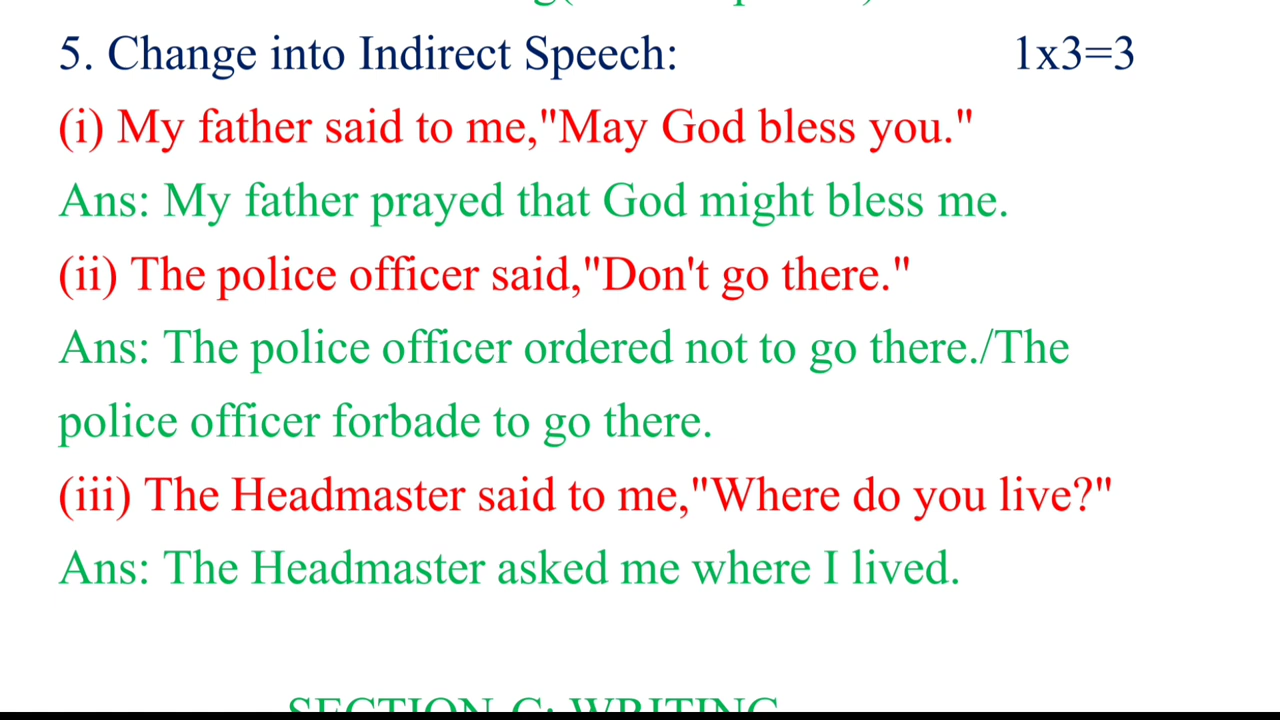 5. Change into Indirect Speech: 1x3=3
(i) My father said to me,"May God bless you."
Ans: My father prayed that God might bless me.
(ii) The police officer said,"Don't go there."
Ans: The police officer ordered not to go there./The
police officer forbade to go there.
(iii) The Headmaster said to me,"Where do you live?"
Ans: The Headmaster asked me where I lived.
SECTION C: WRITING